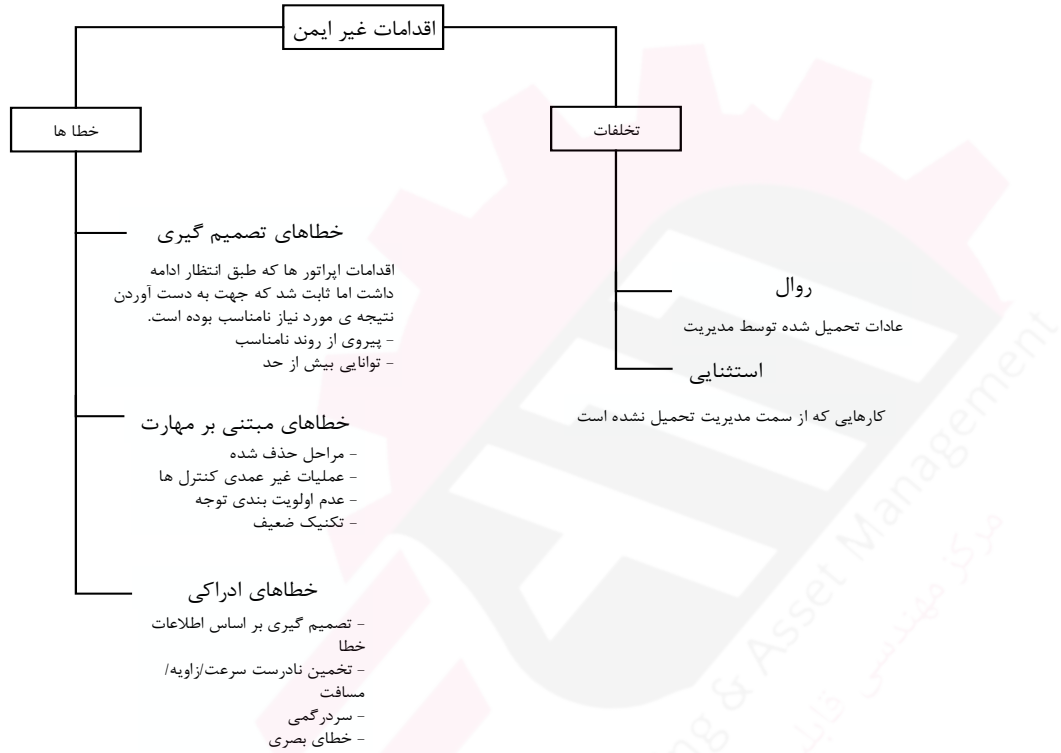 اقدامات غیر ایمن
تخلفات
خطا ها
خطاهای تصمیم گیری
اقدامات اپراتور ها که طبق انتظار ادامه
داشت اما ثابت شد که جهت به دست آوردن
نتیجه ی مورد نیاز نامناسب بوده است.
- پیروی از روند نامناسب
- توانایی بیش از حد
خطاهای مبتنی بر مهارت
- مراحل حذف شده
- عملیات غیر عمدی کنترل ها
- عدم اولویت بندی توجه
- تکنیک ضعیف
خطاهای ادراکی
- تصمیم گیری بر اساس اطلاعات
خطا
- تخمین نادرست سرعت/زاویه/
مسافت
- سردرگمی
- خطای بصری
روال
عادات تحمیل شده توسط مدیریت
استثنایی
کارهایی که از سمت مدیریت تحمیل نشده است
& Asset Management
مرکز مهندسی